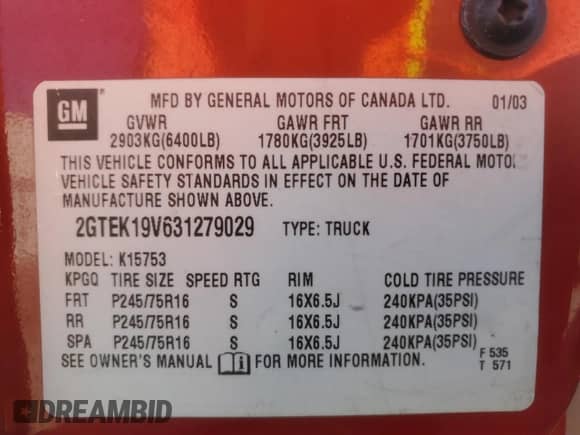 GM
MFD BY GENERAL MOTORS OF CANADA LTD. 01/03
GVWR GAWR FRT GAWR RR
2903KG(6400LB) 1780KG(3925LB) 1701KG(3750LB)
THIS VEHICLE CONFORMS TO ALL APPLICABLE U.S. FEDERAL MOTO
VEHICLE SAFETY STANDARDS IN EFFECT ON THE DATE OF
MANUFACTURE SHOWN ABOVE.
2GTEK19V631279029 TYPE: TRUCK
MODEL: K15753
KPGQ TIRE SIZE SPEED RTG RIM COLD TIRE PRESSURE
FRT P245/75R16 S 16X6.5J 240KPA(35PSI)
RR P245/75R16 S 16X6.5J 240KPA(35PSI)
SPA P245/75R16 S 16X6.5J 240KPA(35PSI)
SEE OWNER'S MANUAL FOR MORE INFORMATION.
F 535
T 571
DREAMBID